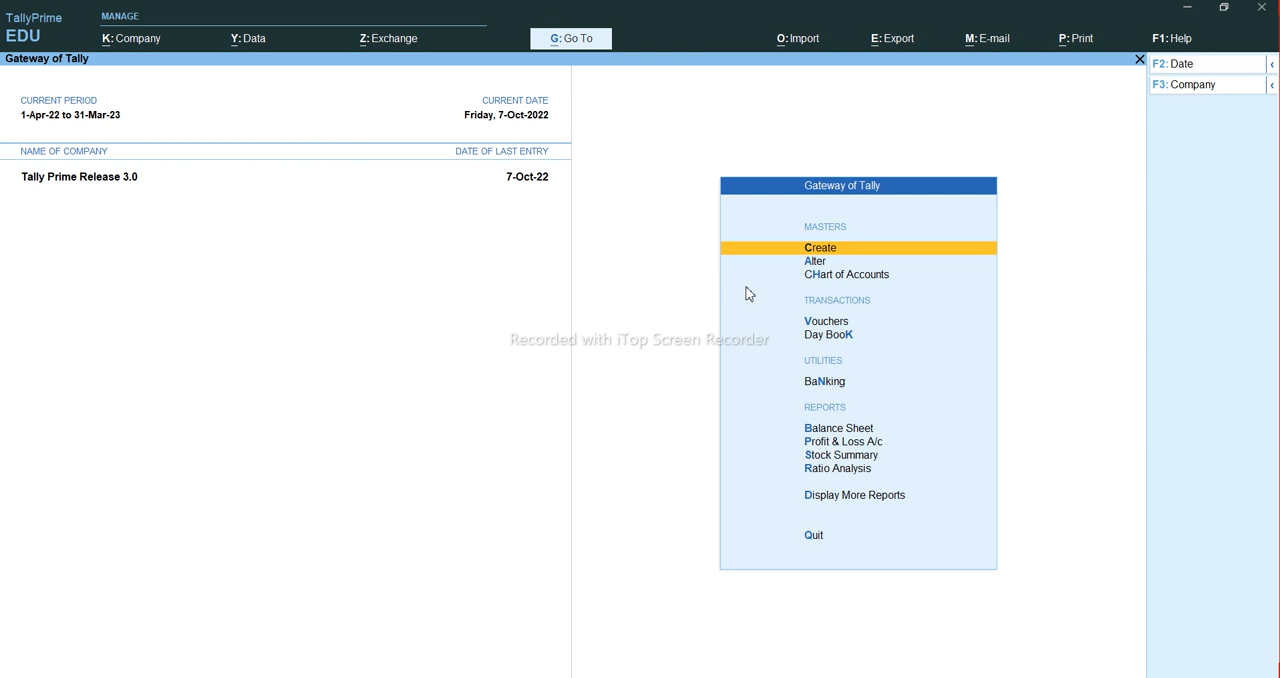 TallyPrime
EDU
MANAGE
K: Company
Y: Data
Z: Exchange
G: Go To
O: Import
E: Export
M: E-mail
P: Print
F1: Help
Gateway of Tally
F2: Date
F3: Company
CURRENT PERIOD
CURRENT DATE
1-Apr-22 to 31-Mar-23
Friday, 7-Oct-2022
NAME OF COMPANY
DATE OF LAST ENTRY
Tally Prime Release 3.0
7-Oct-22
Gateway of Tally
MASTERS
Create
Alter
CHart of Accounts
TRANSACTIONS
Vouchers
Day BooK
UTILITIES
BaNking
REPORTS
Balance Sheet
Profit & Loss A/c
Stock Summary
Ratio Analysis
Display More Reports
Quit
Recorded with iTop Screen Recorder